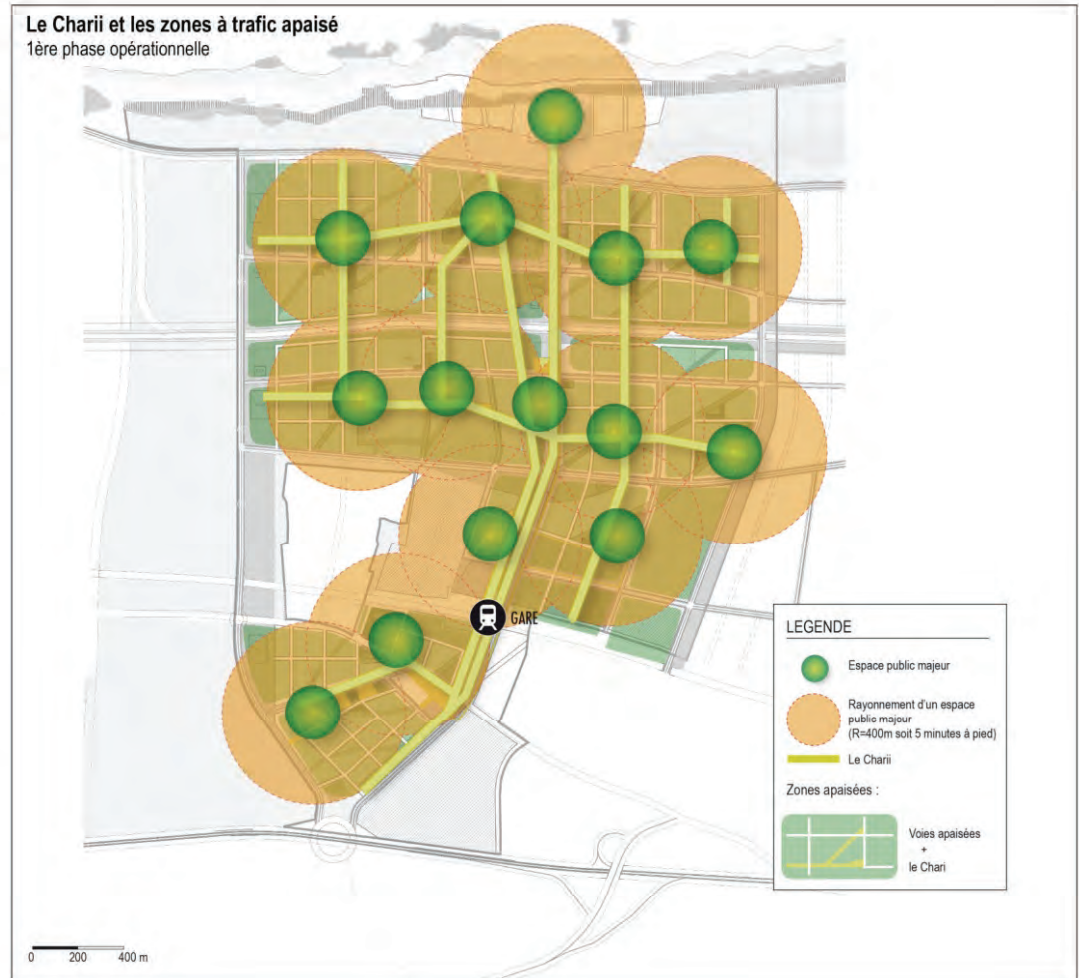 Le Charii et les zones à trafic apaisé
1ère phase opérationnelle
GARE
LEGENDE
Espace public majeur
Rayonnement d'un espace
public majeur
(R=400m soit 5 minutes à pied)
Le Charii
Zones apaisées :
Voies apaisées
+
le Chari
0 200 400 m